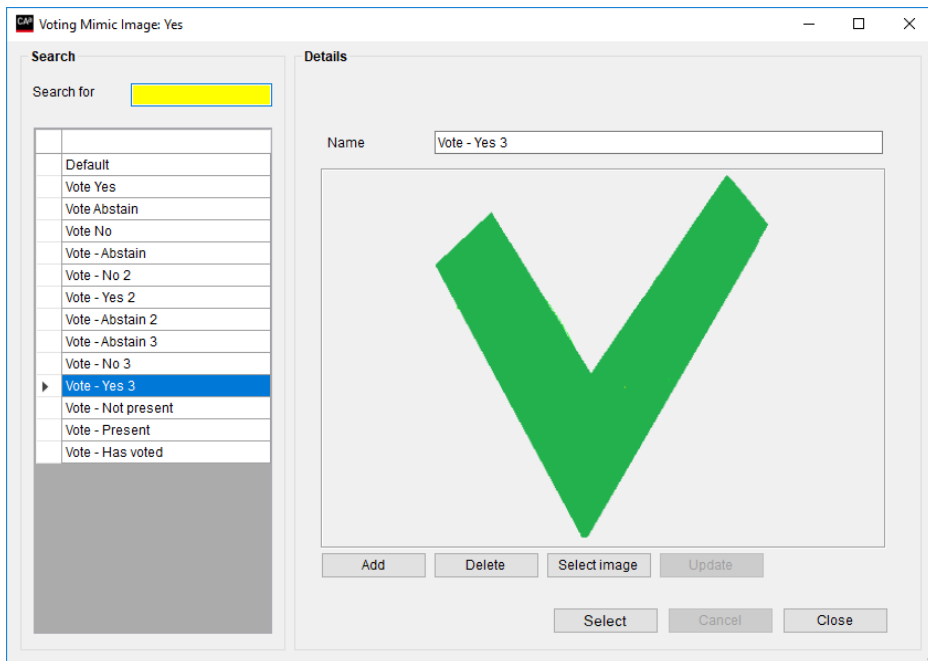 CA⁹ Voting Mimic Image: Yes
Search
Search for
Default
Vote Yes
Vote Abstain
Vote No
Vote - Abstain
Vote - No 2
Vote - Yes 2
Vote - Abstain 2
Vote - Abstain 3
Vote - No 3
Vote - Yes 3
Vote - Not present
Vote - Present
Vote - Has voted
Details
Name Vote - Yes 3
Add Delete Select image Update
Select Cancel Close